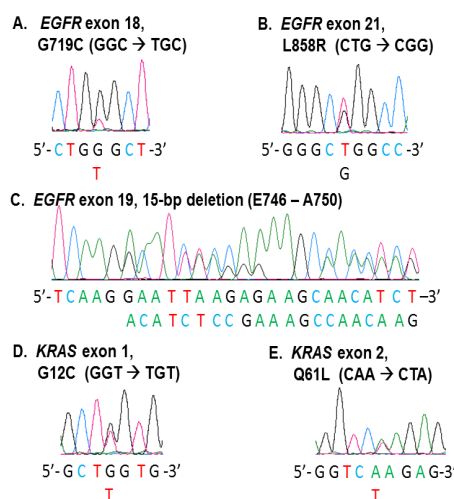 A. EGFR exon 18,
G719C (GGC → TGC)
5’-CTGGGCT-3’
T
B. EGFR exon 21,
L858R (CTG → CGG)
5’-GGGCTGGCC-3’
G
C. EGFR exon 19, 15-bp deletion (E746 – A750)
5’-TCAAGGAATTAAGAGAAGCAACATCT–3’
ACATCTCCGAAAGCCAACAAG
D. KRAS exon 1,
G12C (GGT → TGT)
5’-GCTGGTG-3’
T
E. KRAS exon 2,
Q61L (CAA → CTA)
5’-GGTCAAGAG-3’
T